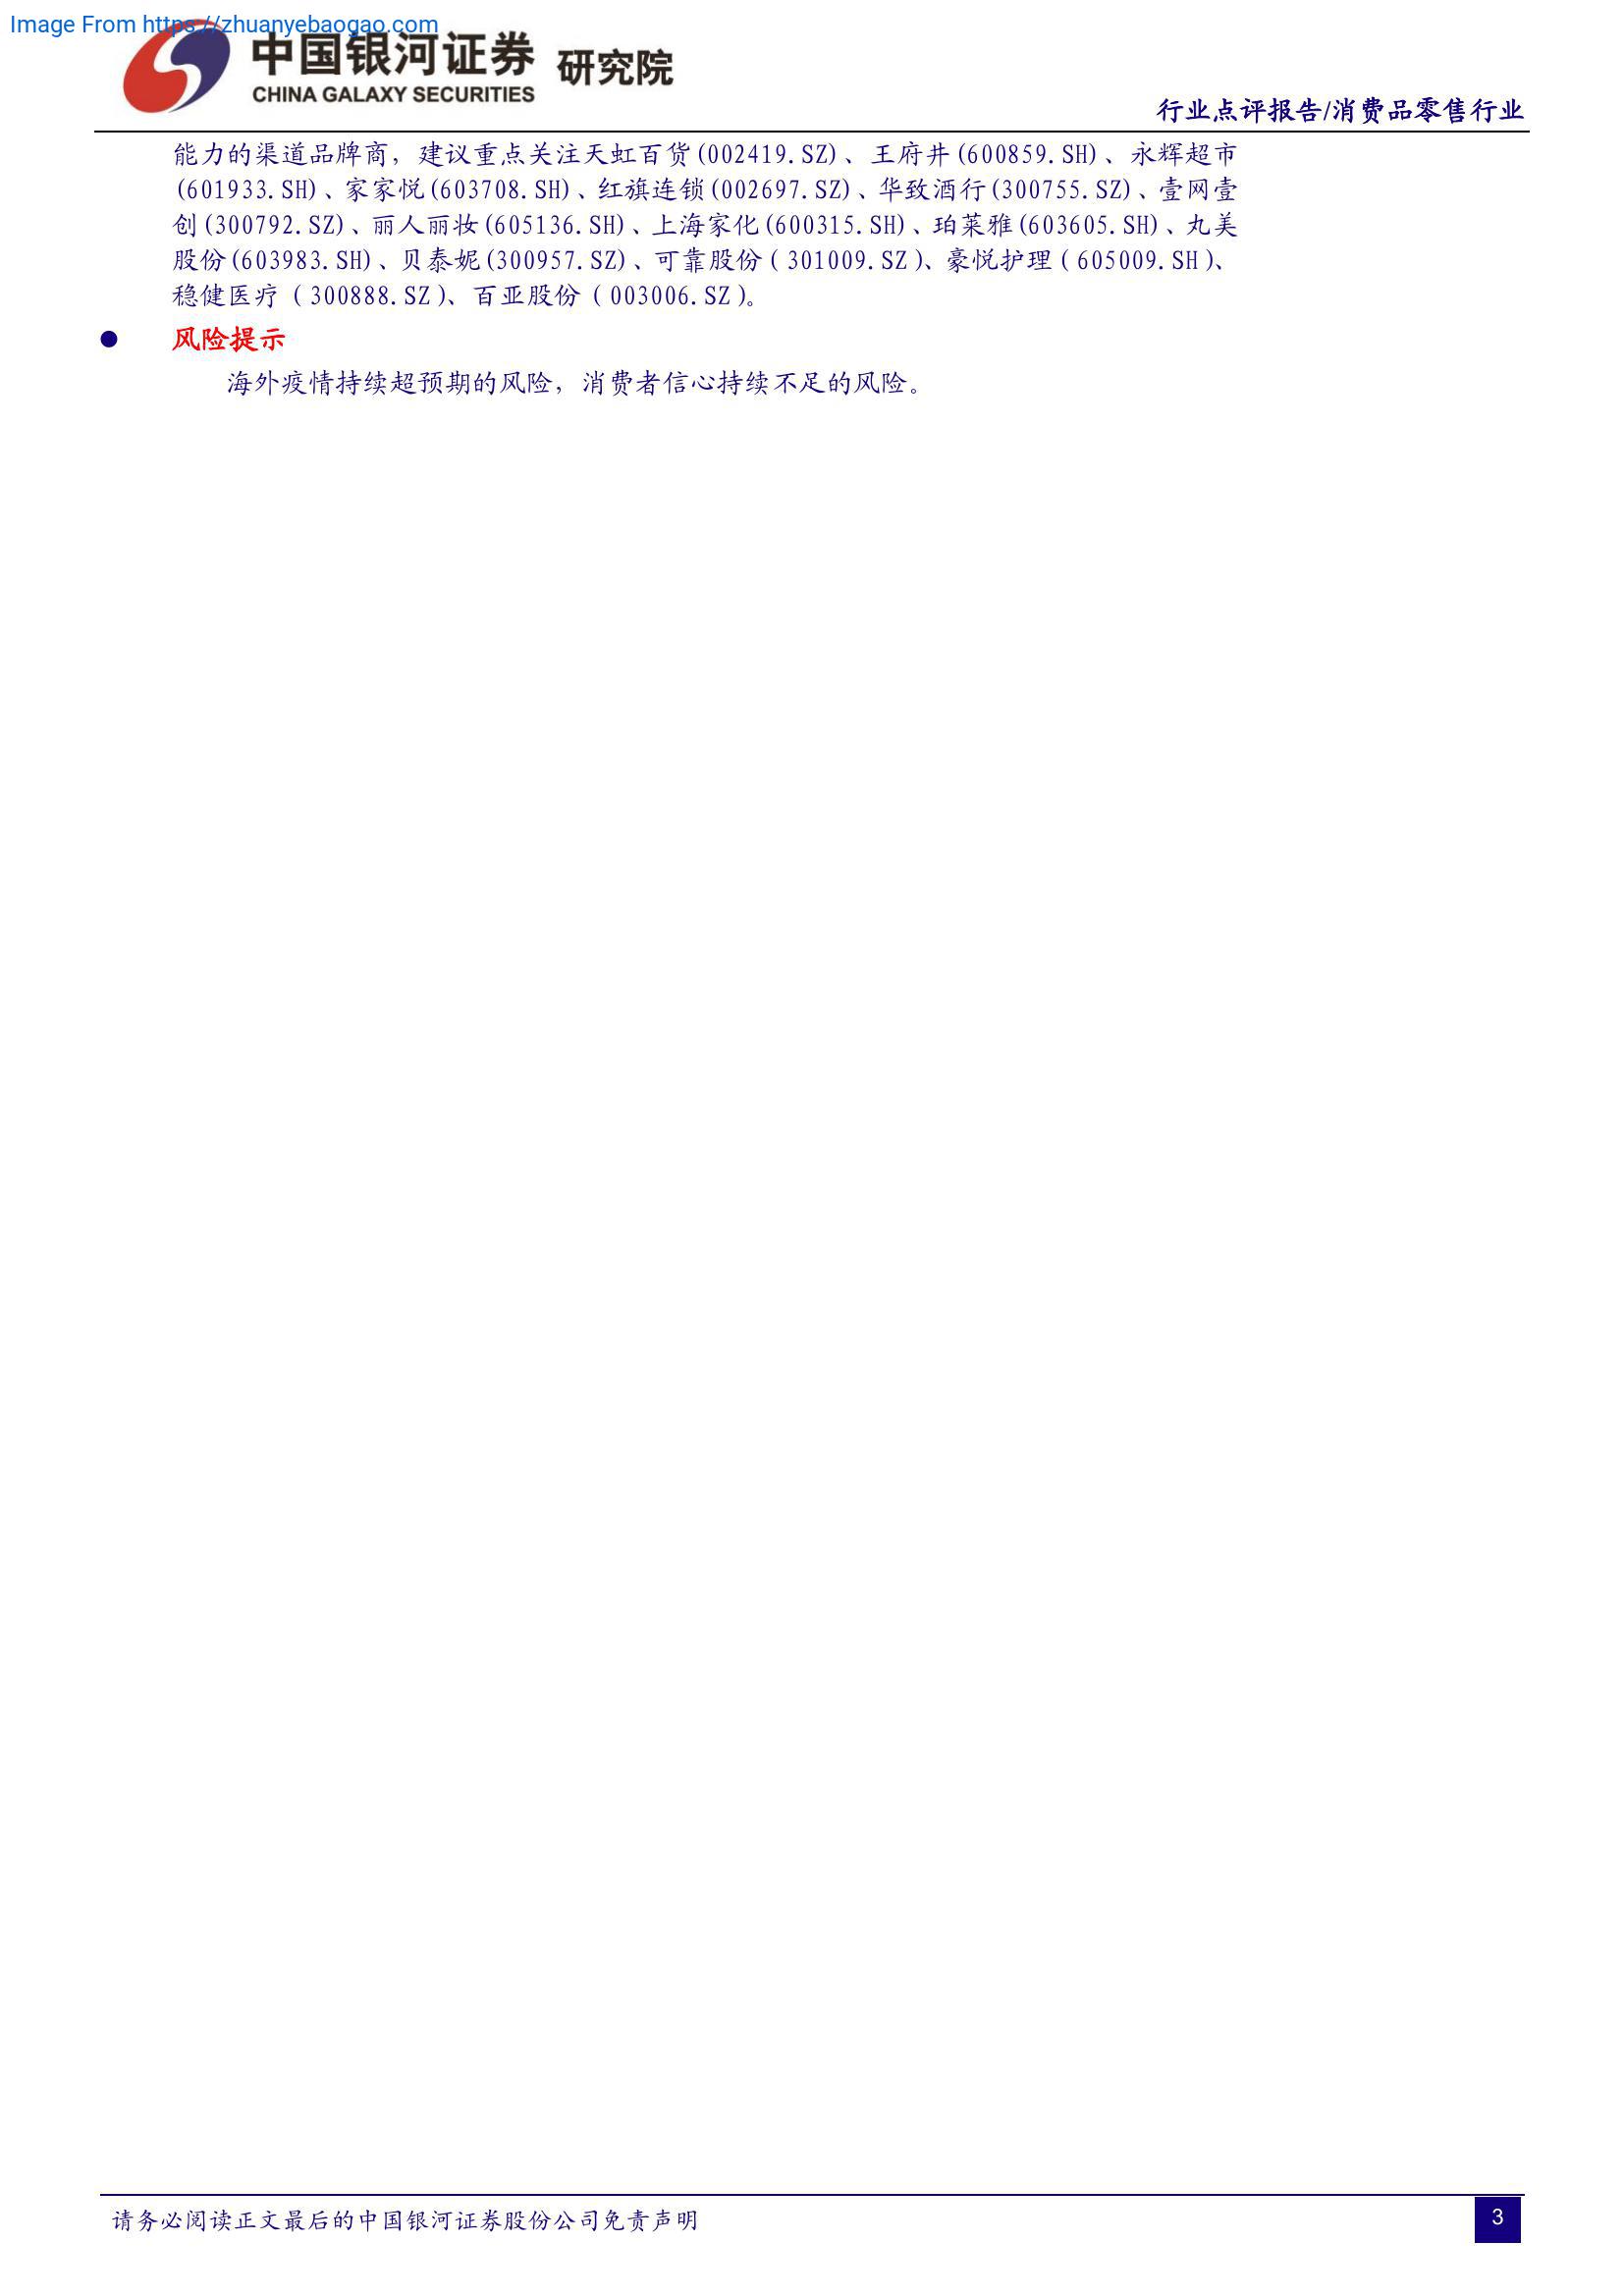 Image From https://zhuanyebaogao.com
中国银河证券 研究院
CHINA GALAXY SECURITIES
行业点评报告/消费品零售行业
能力的渠道品牌商，建议重点关注天虹百货(002419.SZ)、王府井(600859.SH)、永辉超市
(601933.SH)、家家悦(603708.SH)、红旗连锁(002697.SZ)、华致酒行(300755.SZ)、壹网壹
创(300792.SZ)、丽人丽妆(605136.SH)、上海家化(600315.SH)、珀莱雅(603605.SH)、丸美
股份(603983.SH)、贝泰妮(300957.SZ)、可靠股份（301009.SZ）、豪悦护理（605009.SH）、
稳健医疗（300888.SZ）、百亚股份（003006.SZ）。
● 风险提示
海外疫情持续超预期的风险，消费者信心持续不足的风险。
请务必阅读正文最后的中国银河证券股份公司免责声明
3